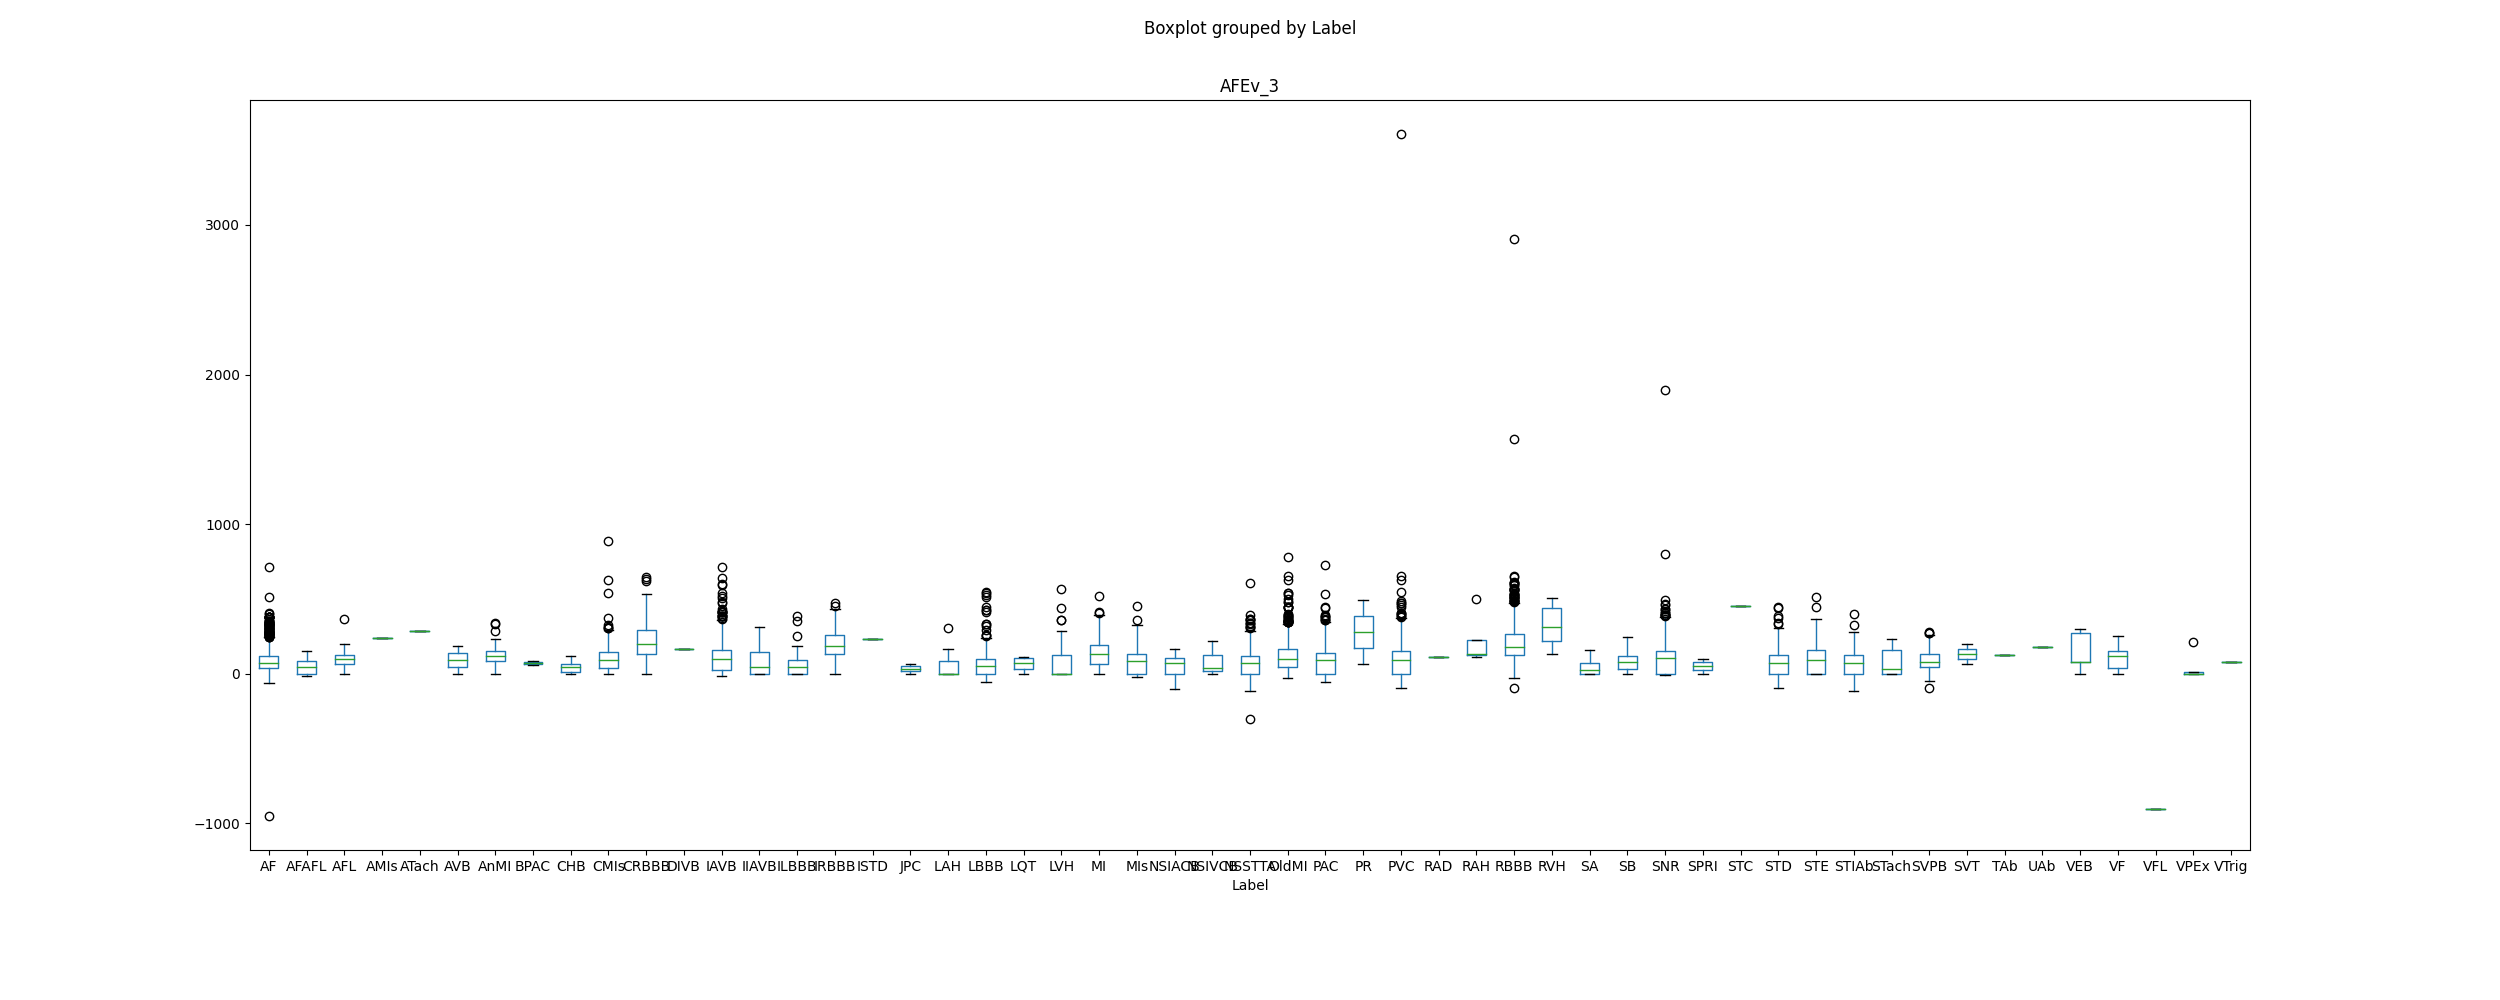 Boxplot grouped by Label
AFEv_3
3000
2000
1000
0
−1000
AF AFAFL AFL AMIs ATach AVB AnMI BPAC CHB CMIs CRBBB DIVB IAVB IIAVB ILBBB IRBBB ISTD JPC LAH LBBB LQT LVH MI MIs NSIACB NSIVCB NSSTTA OldMI PAC PR PVC RAD RAH RBBB RVH SA SB SNR SPRI STC STD STE STIAb STach SVPB SVT TAb UAb VEB VF VFL VPEx VTrig
Label